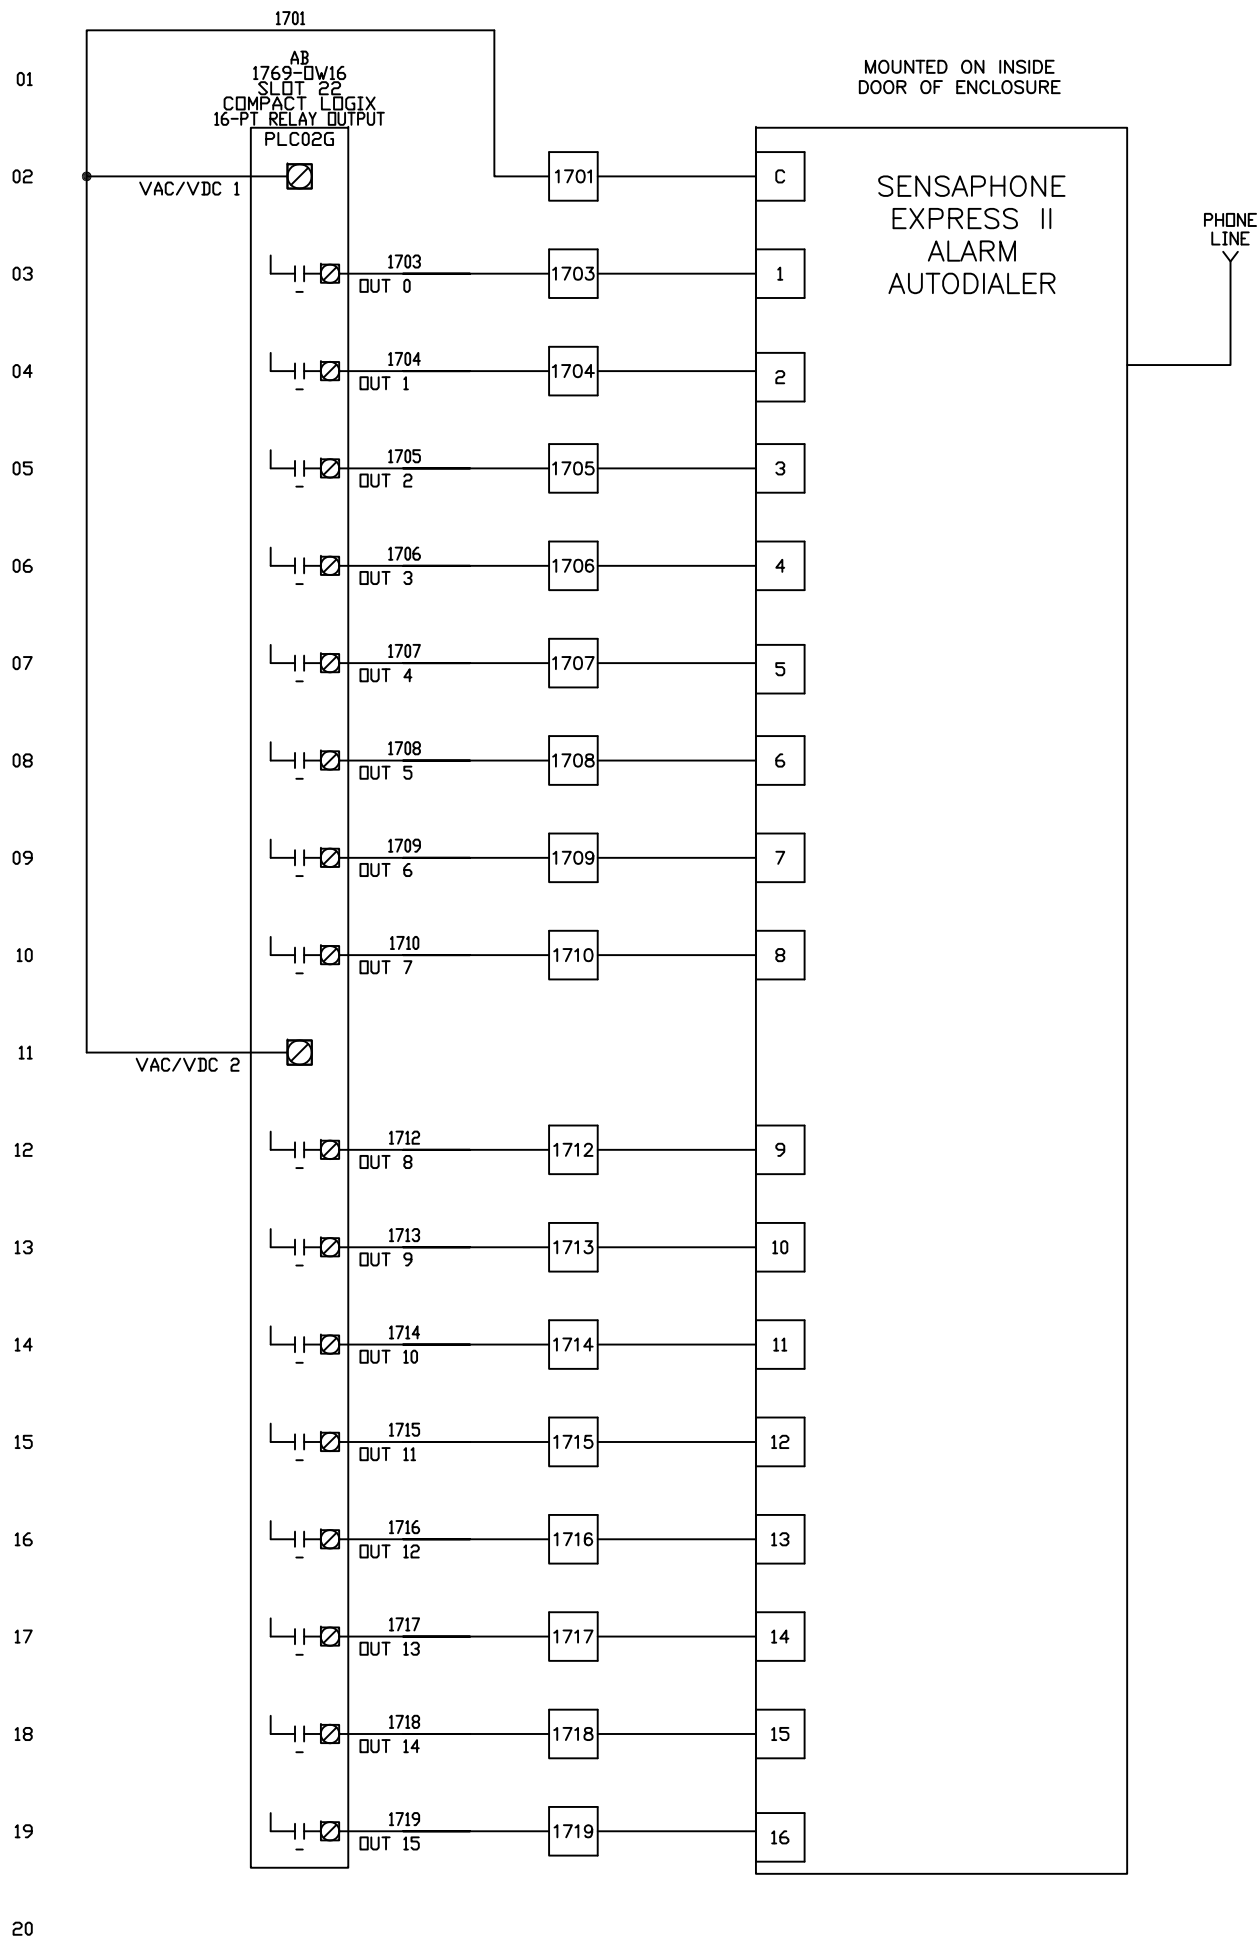 1701
01
AB
1769-OW16
SLOT 22
COMPACT LOGIX
16-PT RELAY OUTPUT
PLC02G
MOUNTED ON INSIDE
DOOR OF ENCLOSURE
02
VAC/VDC 1
1701
C
SENSAPHONE
EXPRESS II
ALARM
AUTODIALER
PHONE
LINE
03
1703
OUT 0
1703
1
04
1704
OUT 1
1704
2
05
1705
OUT 2
1705
3
06
1706
OUT 3
1706
4
07
1707
OUT 4
1707
5
08
1708
OUT 5
1708
6
09
1709
OUT 6
1709
7
10
1710
OUT 7
1710
8
11
VAC/VDC 2
12
1712
OUT 8
1712
9
13
1713
OUT 9
1713
10
14
1714
OUT 10
1714
11
15
1715
OUT 11
1715
12
16
1716
OUT 12
1716
13
17
1717
OUT 13
1717
14
18
1718
OUT 14
1718
15
19
1719
OUT 15
1719
16
20